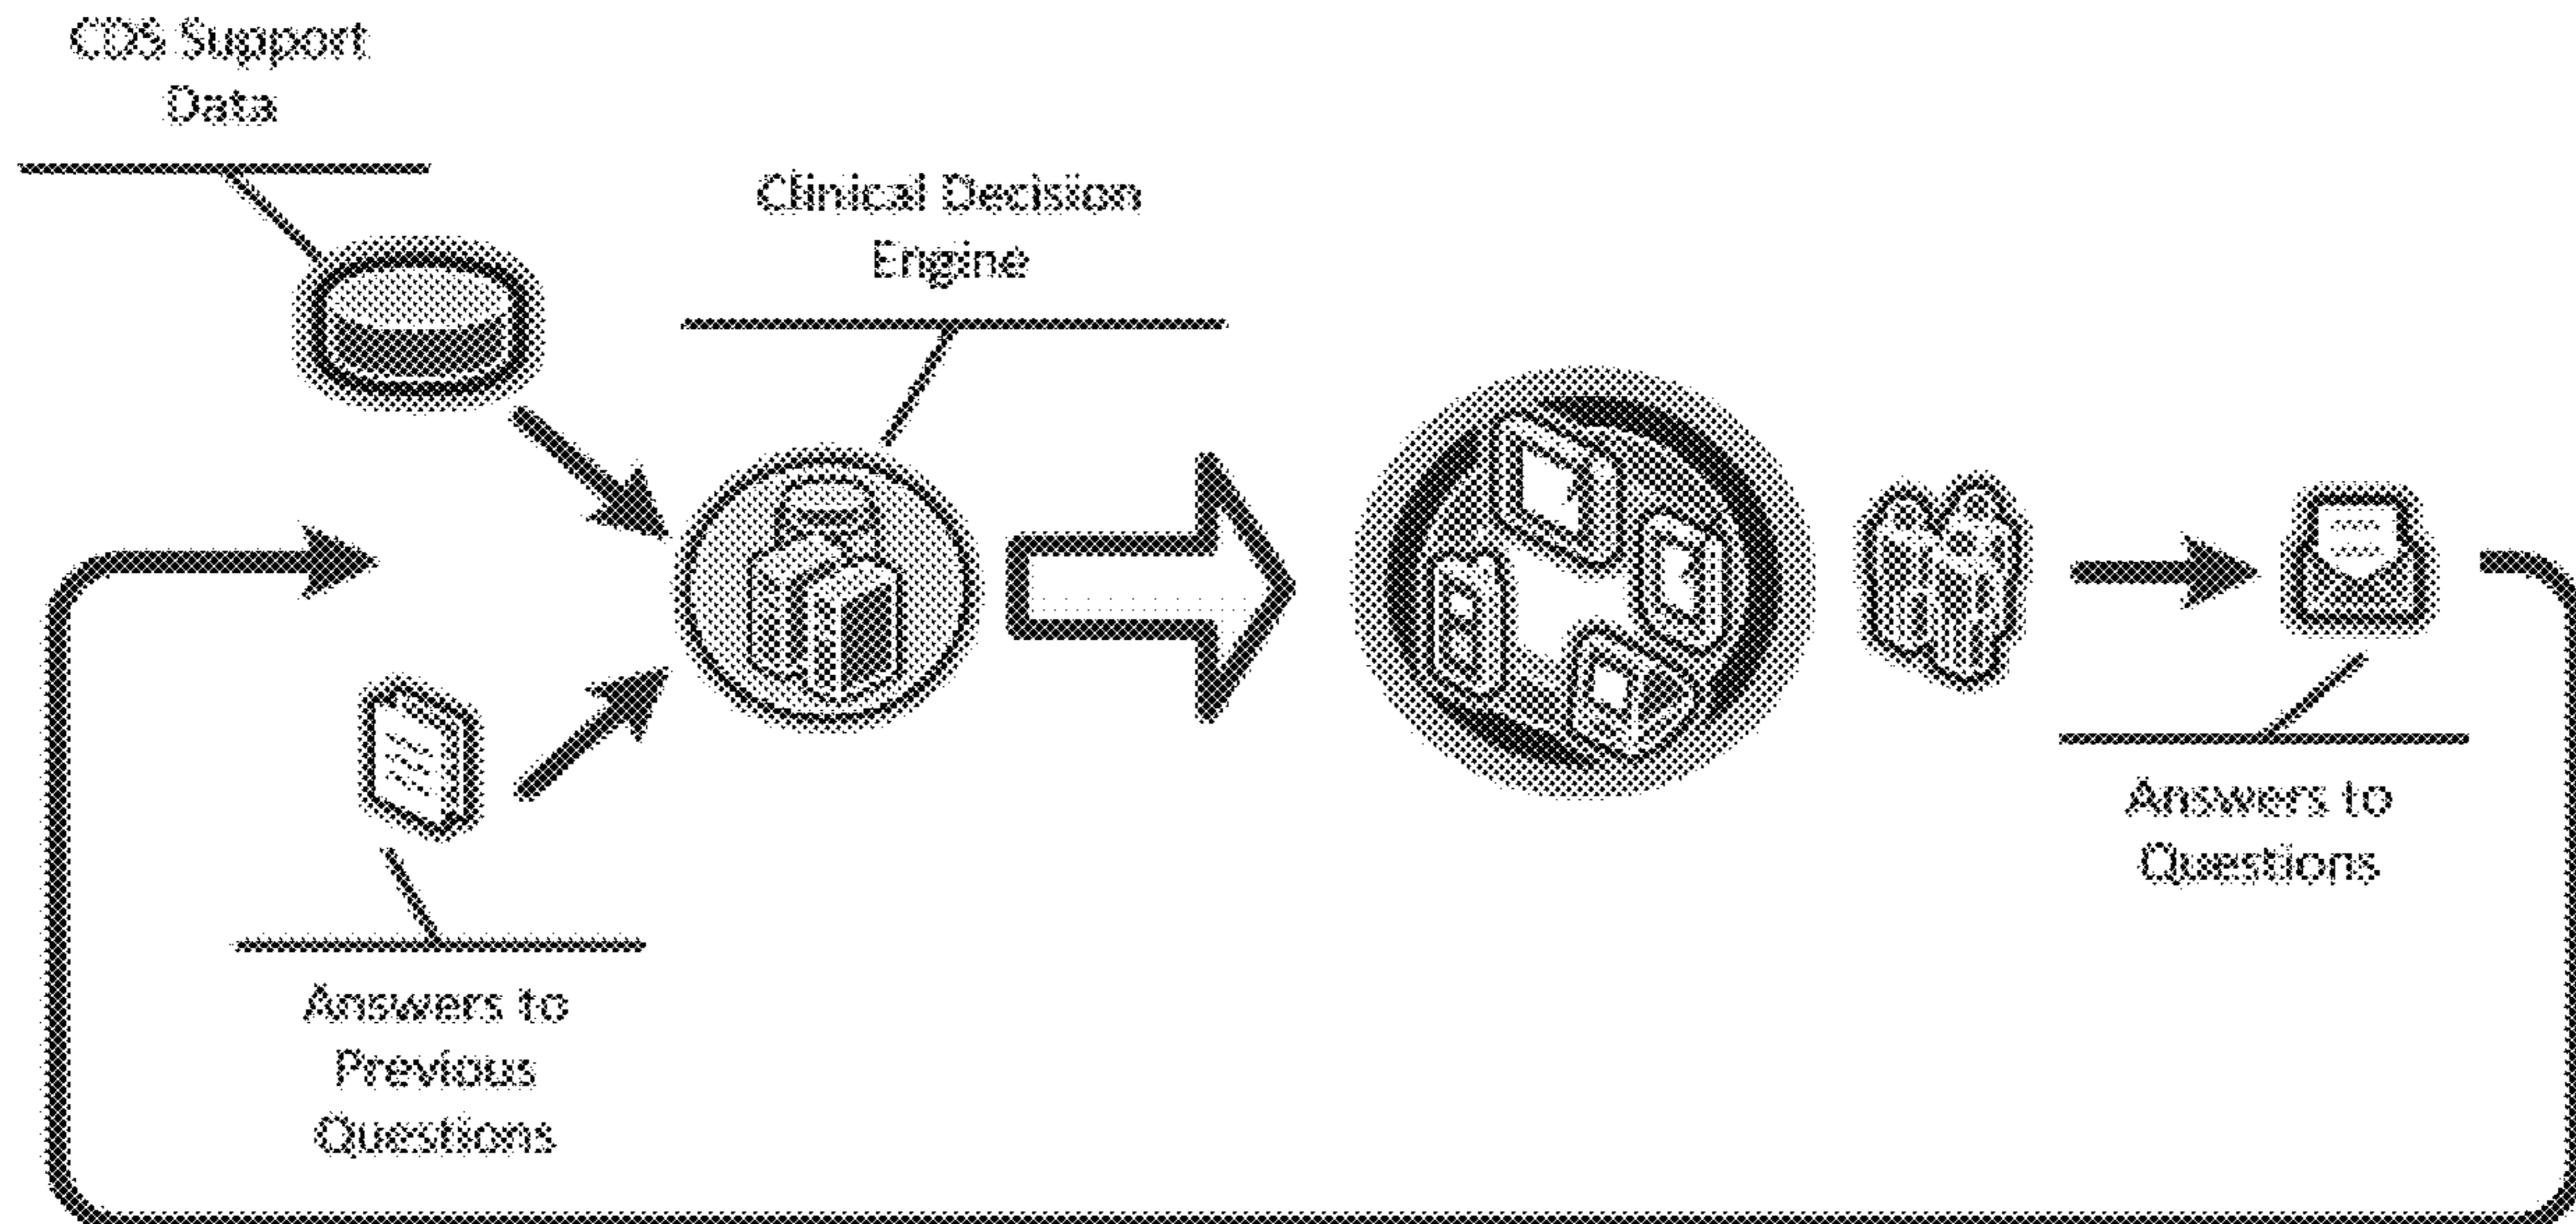 CDS Support
Data
Clinical Decision
Engine
Answers to
Questions
Answers to
Previous
Questions